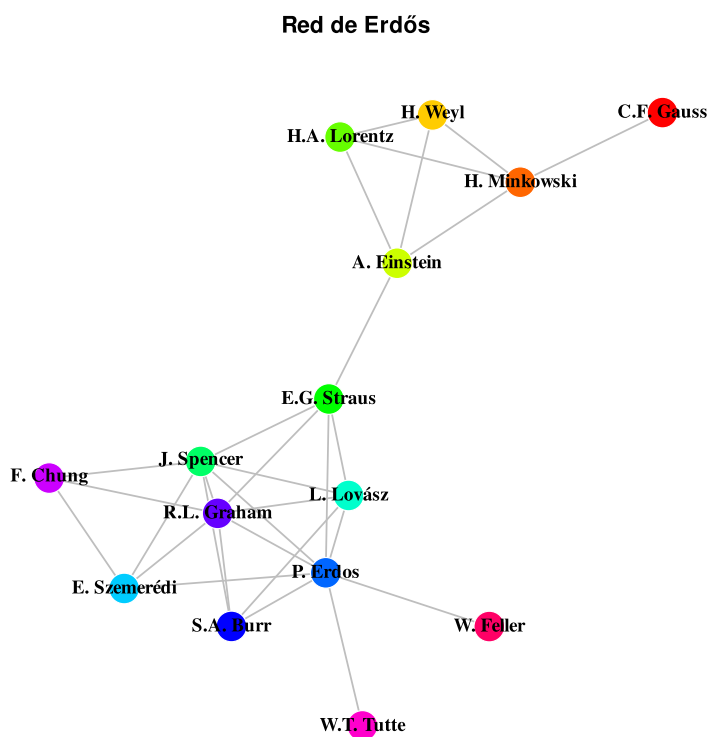 Red de Erdős
H. Weyl
C.F. Gauss
H.A. Lorentz
H. Minkowski
A. Einstein
E.G. Straus
J. Spencer
F. Chung
L. Lovász
R.L. Graham
P. Erdos
E. Szemerédi
S.A. Burr
W. Feller
W.T. Tutte